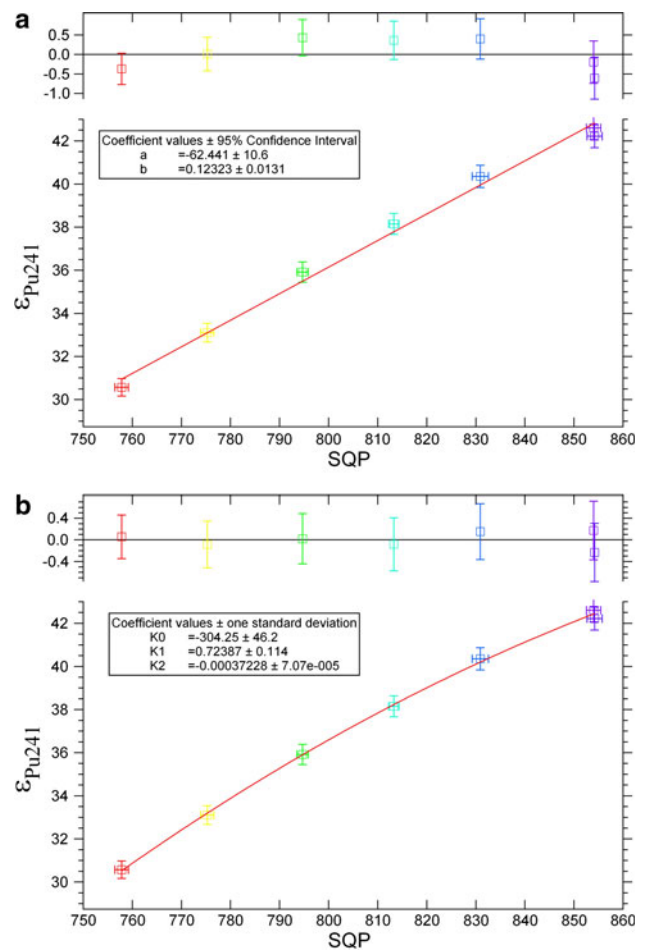 a
0.5
0.0
-0.5
-1.0
42
40
38
36
34
32
30
εPu241
Coefficient values ± 95% Confidence Interval
a =-62.441 ± 10.6
b =0.12323 ± 0.0131
750 760 770 780 790 800 810 820 830 840 850 860
SQP
b
0.4
0.0
-0.4
42
40
38
36
34
32
30
εPu241
Coefficient values ± one standard deviation
K0 =-304.25 ± 46.2
K1 =0.72387 ± 0.114
K2 =-0.00037228 ± 7.07e-005
750 760 770 780 790 800 810 820 830 840 850 860
SQP